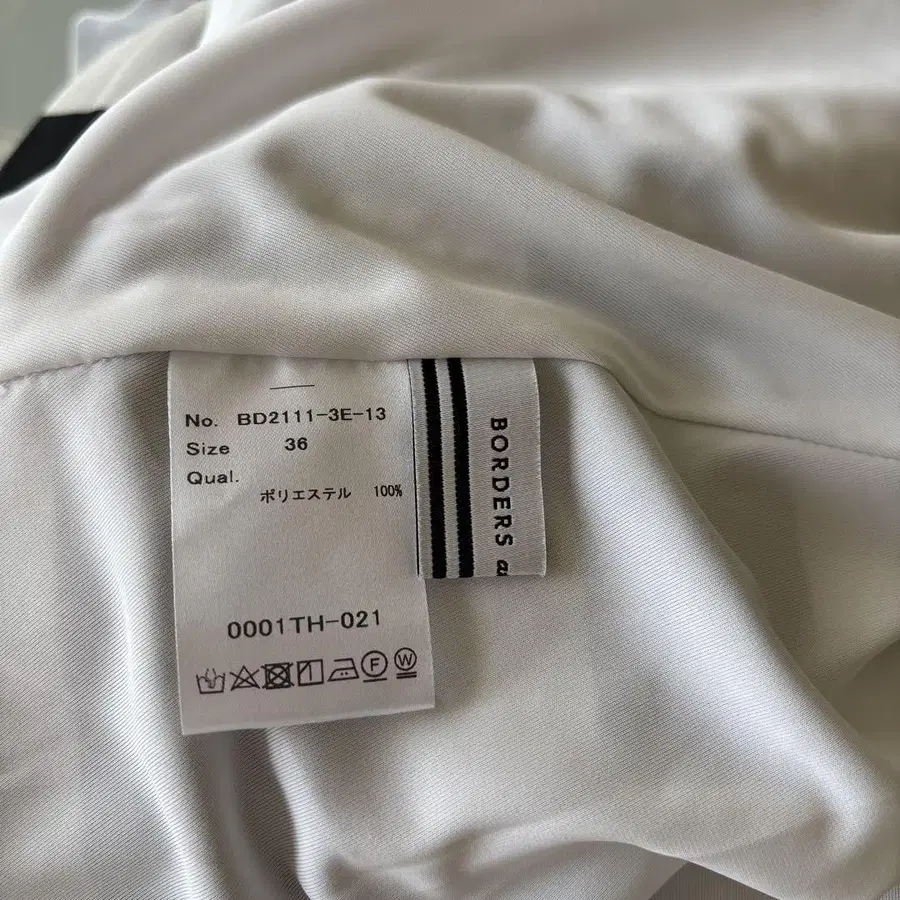 No. BD2111-3E-13
Size 36
Qual.
ポリエステル 100%
0001TH-021
F W
BORDERS